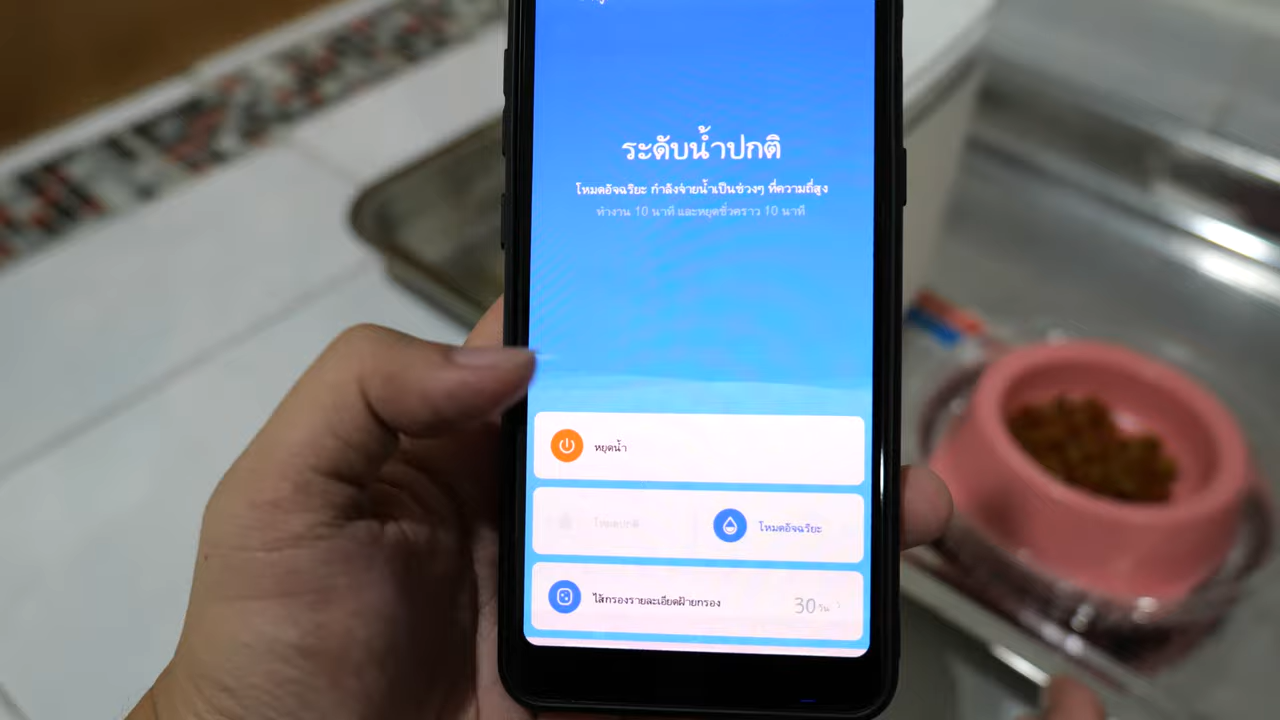 ระดับน้ำปกติ
โหมดอัจฉริยะ กำลังจ่ายน้ำเป็นช่วงๆ ที่ความถี่สูง
ทำงาน 10 นาที และหยุดชั่วคราว 10 นาที
หยุดน้ำ
โหมดปกติ
โหมดอัจฉริยะ
ไส้กรองรายละเอียดฝ้ายกรอง
30 วัน